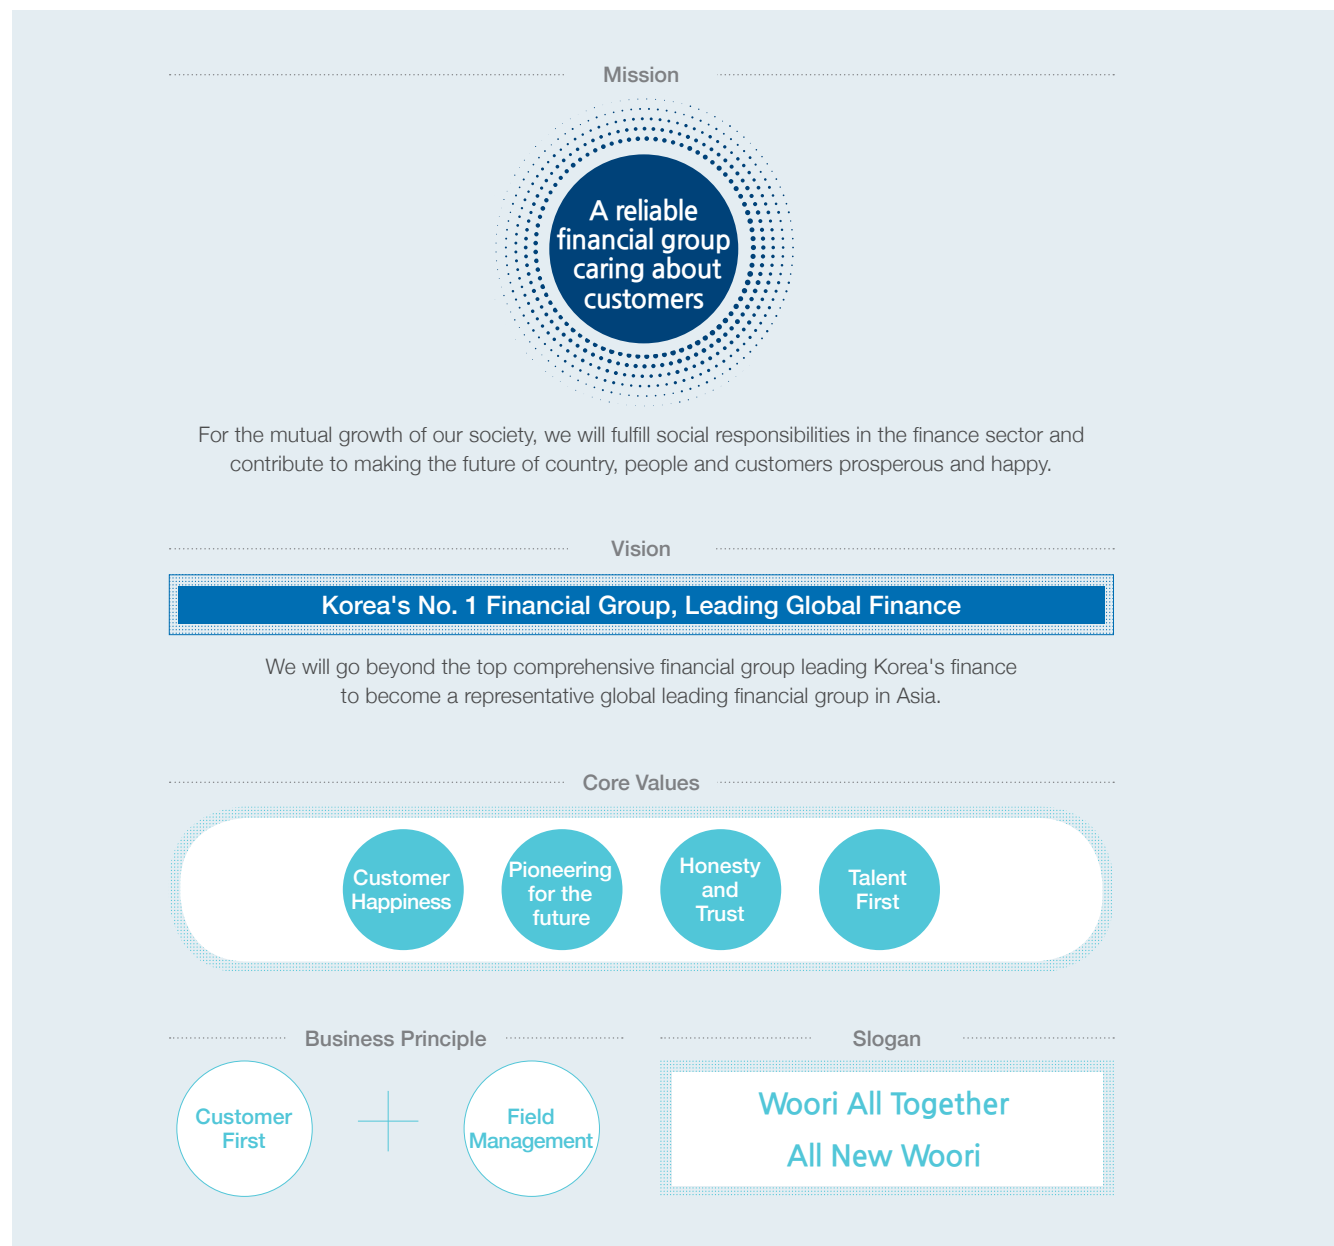 Mission
A reliable
financial group
caring about
customers
For the mutual growth of our society, we will fulfill social responsibilities in the finance sector and
contribute to making the future of country, people and customers prosperous and happy.
Vision
Korea's No. 1 Financial Group, Leading Global Finance
We will go beyond the top comprehensive financial group leading Korea's finance
to become a representative global leading financial group in Asia.
Core Values
Customer
Happiness
Pioneering
for the
future
Honesty
and
Trust
Talent
First
Business Principle
Customer
First
Field
Management
Slogan
Woori All Together
All New Woori